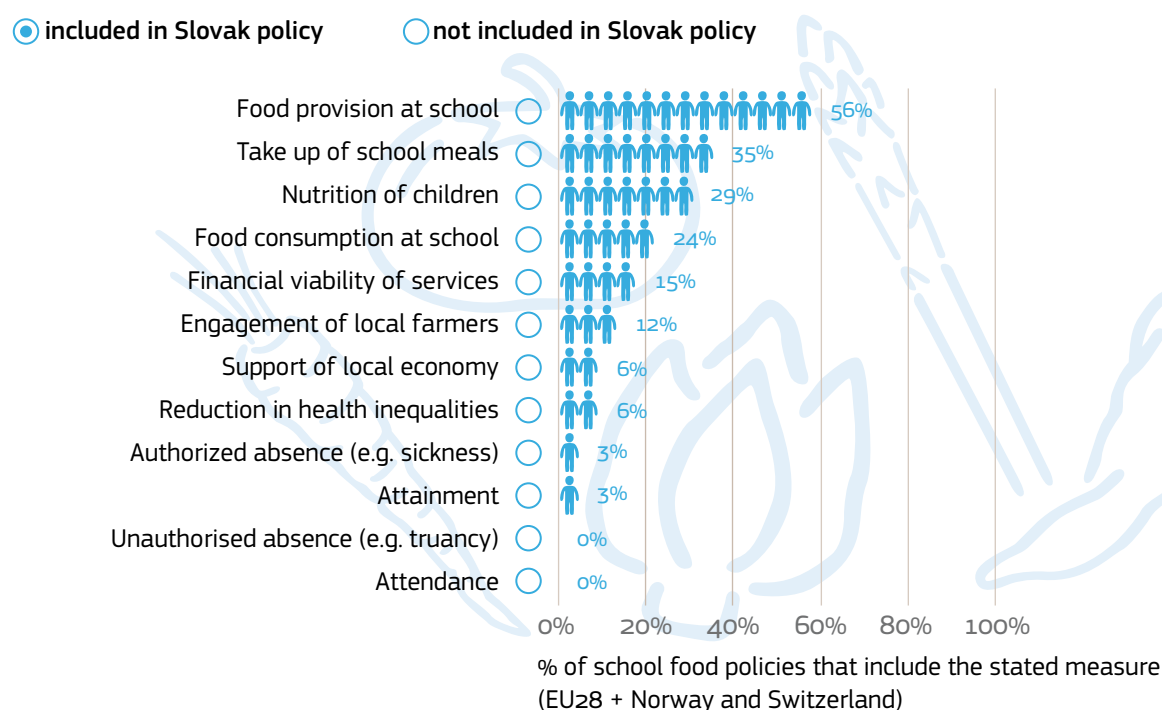 included in Slovak policy
not included in Slovak policy
Food provision at school 56%
Take up of school meals 35%
Nutrition of children 29%
Food consumption at school 24%
Financial viability of services 15%
Engagement of local farmers 12%
Support of local economy 6%
Reduction in health inequalities 6%
Authorized absence (e.g. sickness) 3%
Attainment 3%
Unauthorised absence (e.g. truancy) 0%
Attendance 0%
0% 20% 40% 60% 80% 100%
% of school food policies that include the stated measure
(EU28 + Norway and Switzerland)